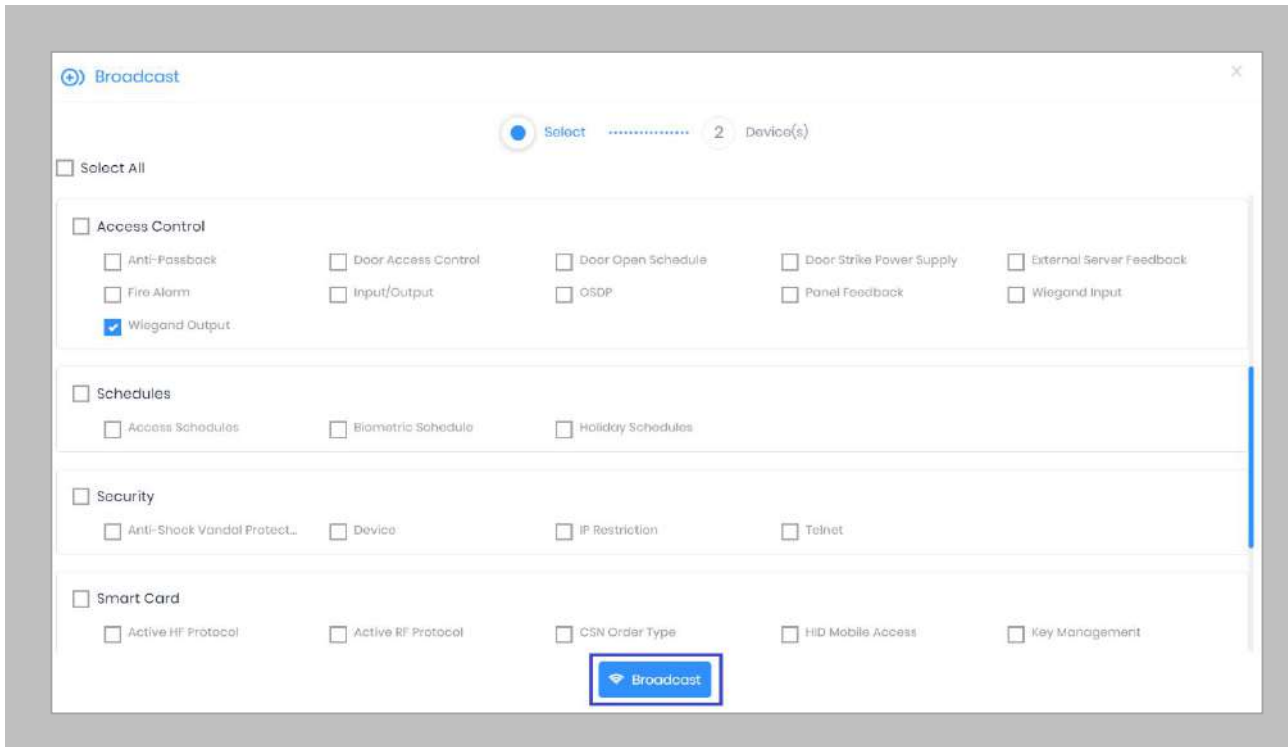 Broadcast
Select 2 Device(s)
Select All
Access Control
Anti-Passback Door Access Control Door Open Schedule Door Strike Power Supply External Server Feedback
Fire Alarm Input/Output OSDP Panel Feedback Wiegand Input
Wiegand Output
Schedules
Access Schedules Biometric Schedule Holiday Schedules
Security
Anti-Shock Vandal Protect... Device IP Restriction Telnet
Smart Card
Active HF Protocol Active RF Protocol CSN Order Type HID Mobile Access Key Management
Broadcast